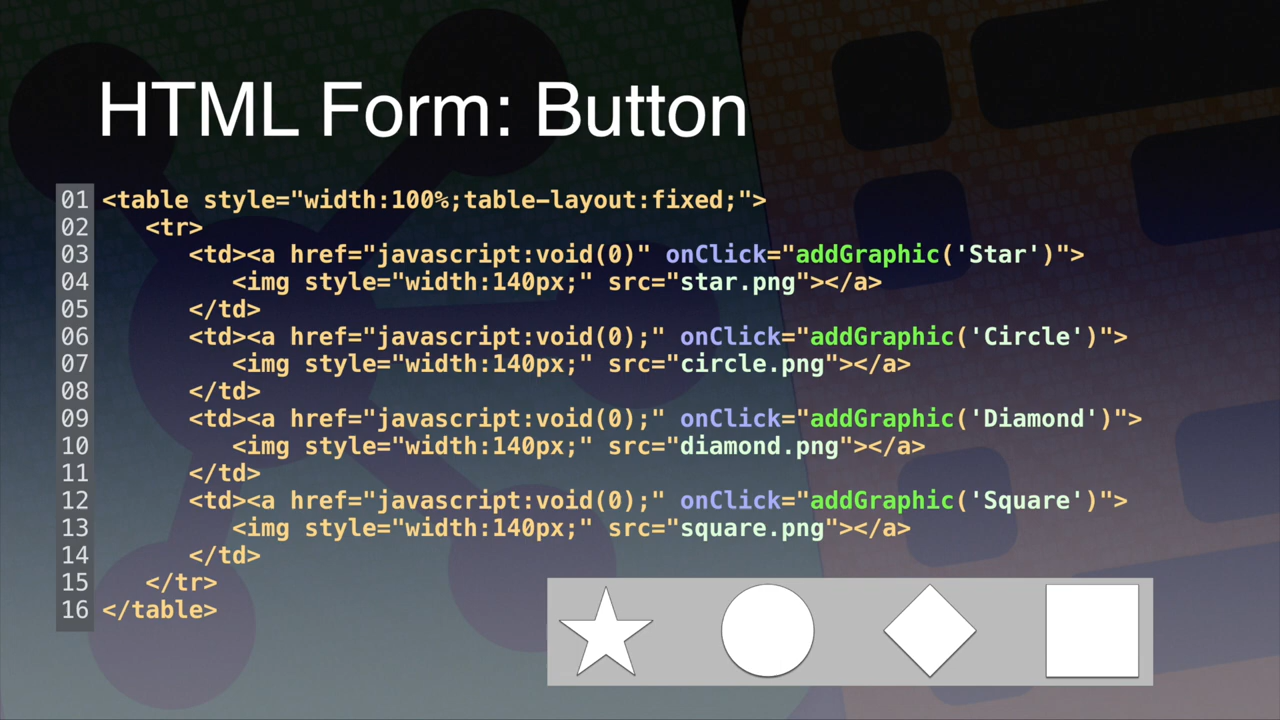 HTML Form: Button
01 <table style="width:100%;table-layout:fixed;">
02    <tr>
03       <td><a href="javascript:void(0)" onClick="addGraphic('Star')">
04          <img style="width:140px;" src="star.png"></a>
05       </td>
06       <td><a href="javascript:void(0);" onClick="addGraphic('Circle')">
07          <img style="width:140px;" src="circle.png"></a>
08       </td>
09       <td><a href="javascript:void(0);" onClick="addGraphic('Diamond')">
10          <img style="width:140px;" src="diamond.png"></a>
11       </td>
12       <td><a href="javascript:void(0);" onClick="addGraphic('Square')">
13          <img style="width:140px;" src="square.png"></a>
14       </td>
15    </tr>
16 </table>